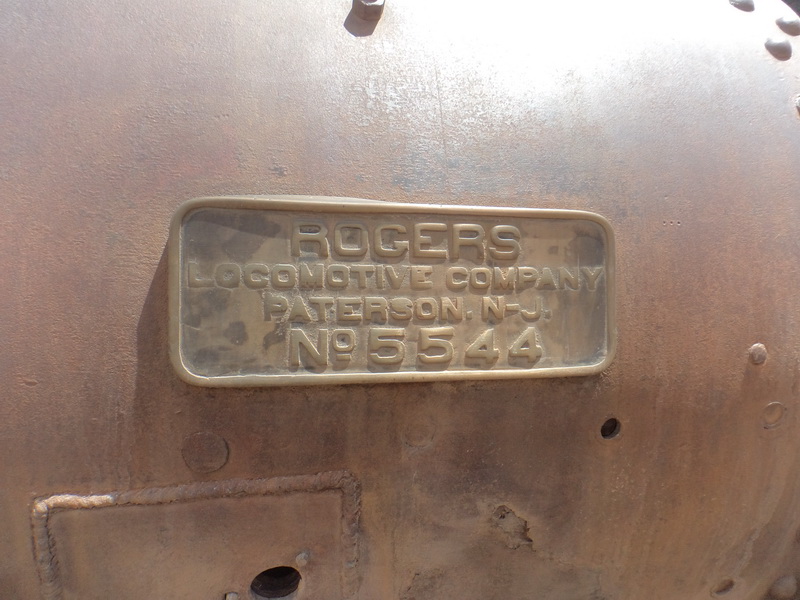 ROGERS
LOCOMOTIVE COMPANY
PATERSON, N-J.
Nº 5544